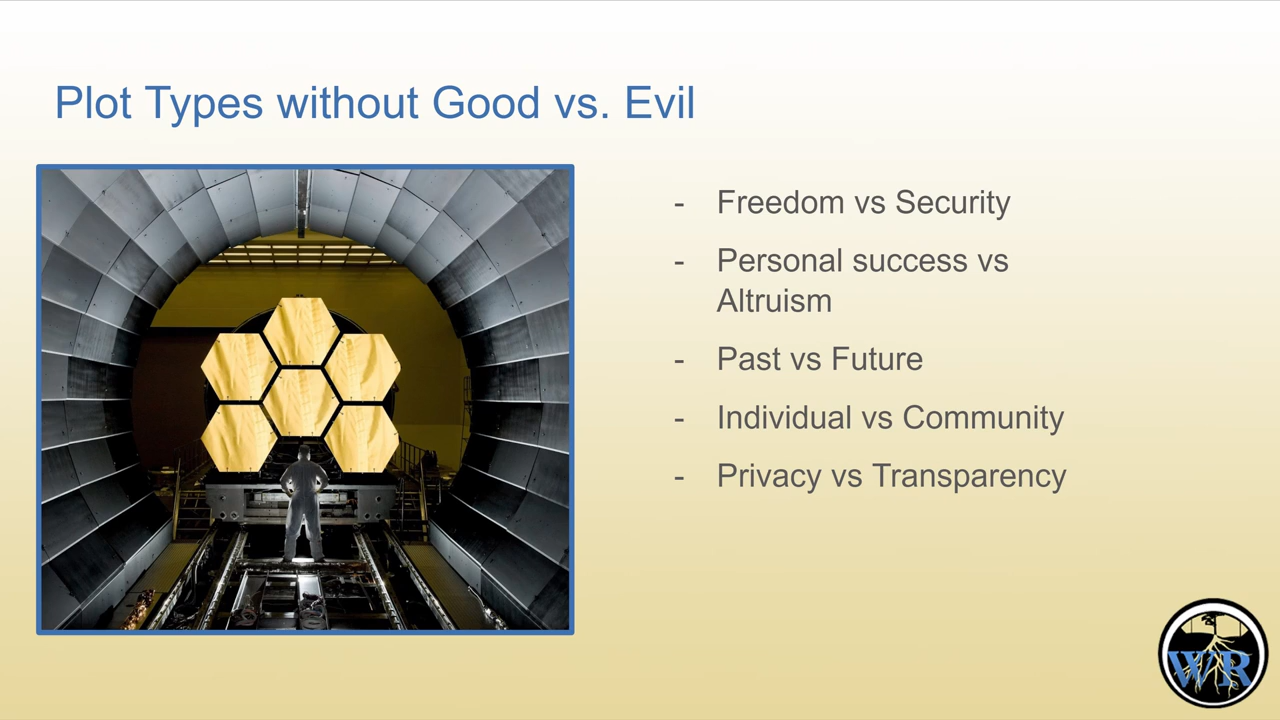 Plot Types without Good vs. Evil
- Freedom vs Security
- Personal success vs
Altruism
- Past vs Future
- Individual vs Community
- Privacy vs Transparency
WR